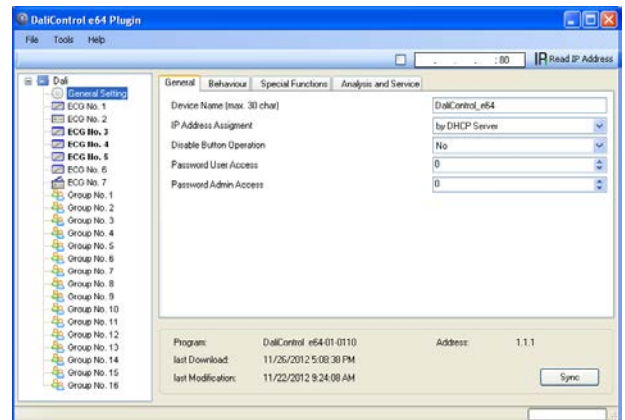 DaliControl e64 Plugin
File Tools Help
. . . :80 IP Read IP Address
Dali
General Setting
ECG No. 1
ECG No. 2
ECG No. 3
ECG No. 4
ECG No. 5
ECG No. 6
ECG No. 7
Group No. 1
Group No. 2
Group No. 3
Group No. 4
Group No. 5
Group No. 6
Group No. 7
Group No. 8
Group No. 9
Group No. 10
Group No. 11
Group No. 12
Group No. 13
Group No. 14
Group No. 15
Group No. 16
General Behaviour Special Functions Analysis and Service
Device Name (max. 30 char) DaliControl_e64
IP Address Assigment by DHCP Server
Disable Button Operation No
Password User Access 0
Password Admin Access 0
Program: DaliControl e64-01-0110 Address: 1.1.1
last Download: 11/26/2012 5:08:38 PM
last Modification: 11/22/2012 9:24:08 AM
Sync